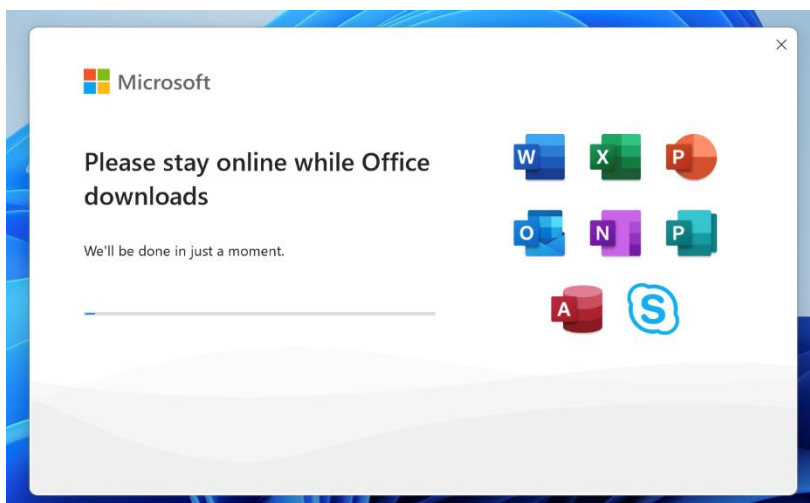 Microsoft
Please stay online while Office
downloads
We'll be done in just a moment.
W
X
P
O
N
P
A
S